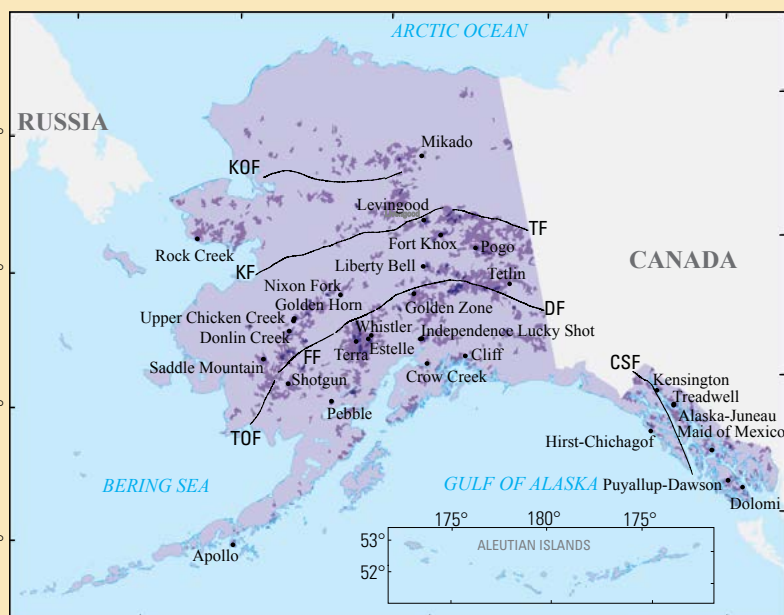 ARCTIC OCEAN
RUSSIA
Mikado
KOF
Levingood
TF
Rock Creek
Fort Knox
Pogo
CANADA
KF
Liberty Bell
Tetlin
Nixon Fork
Golden Horn
Golden Zone
DF
Upper Chicken Creek
Donlin Creek
Whistler
Independence Lucky Shot
FF
Terra
Estelle
Cliff
Saddle Mountain
CSF
Shotgun
Crow Creek
Kensington
Treadwell
Pebble
Alaska-Juneau
TOF
Maid of Mexico
Hirst-Chichagof
BERING SEA
GULF OF ALASKA
Puyallup-Dawson
Dolomi
175°
180°
175°
Apollo
53°
ALEUTIAN ISLANDS
52°